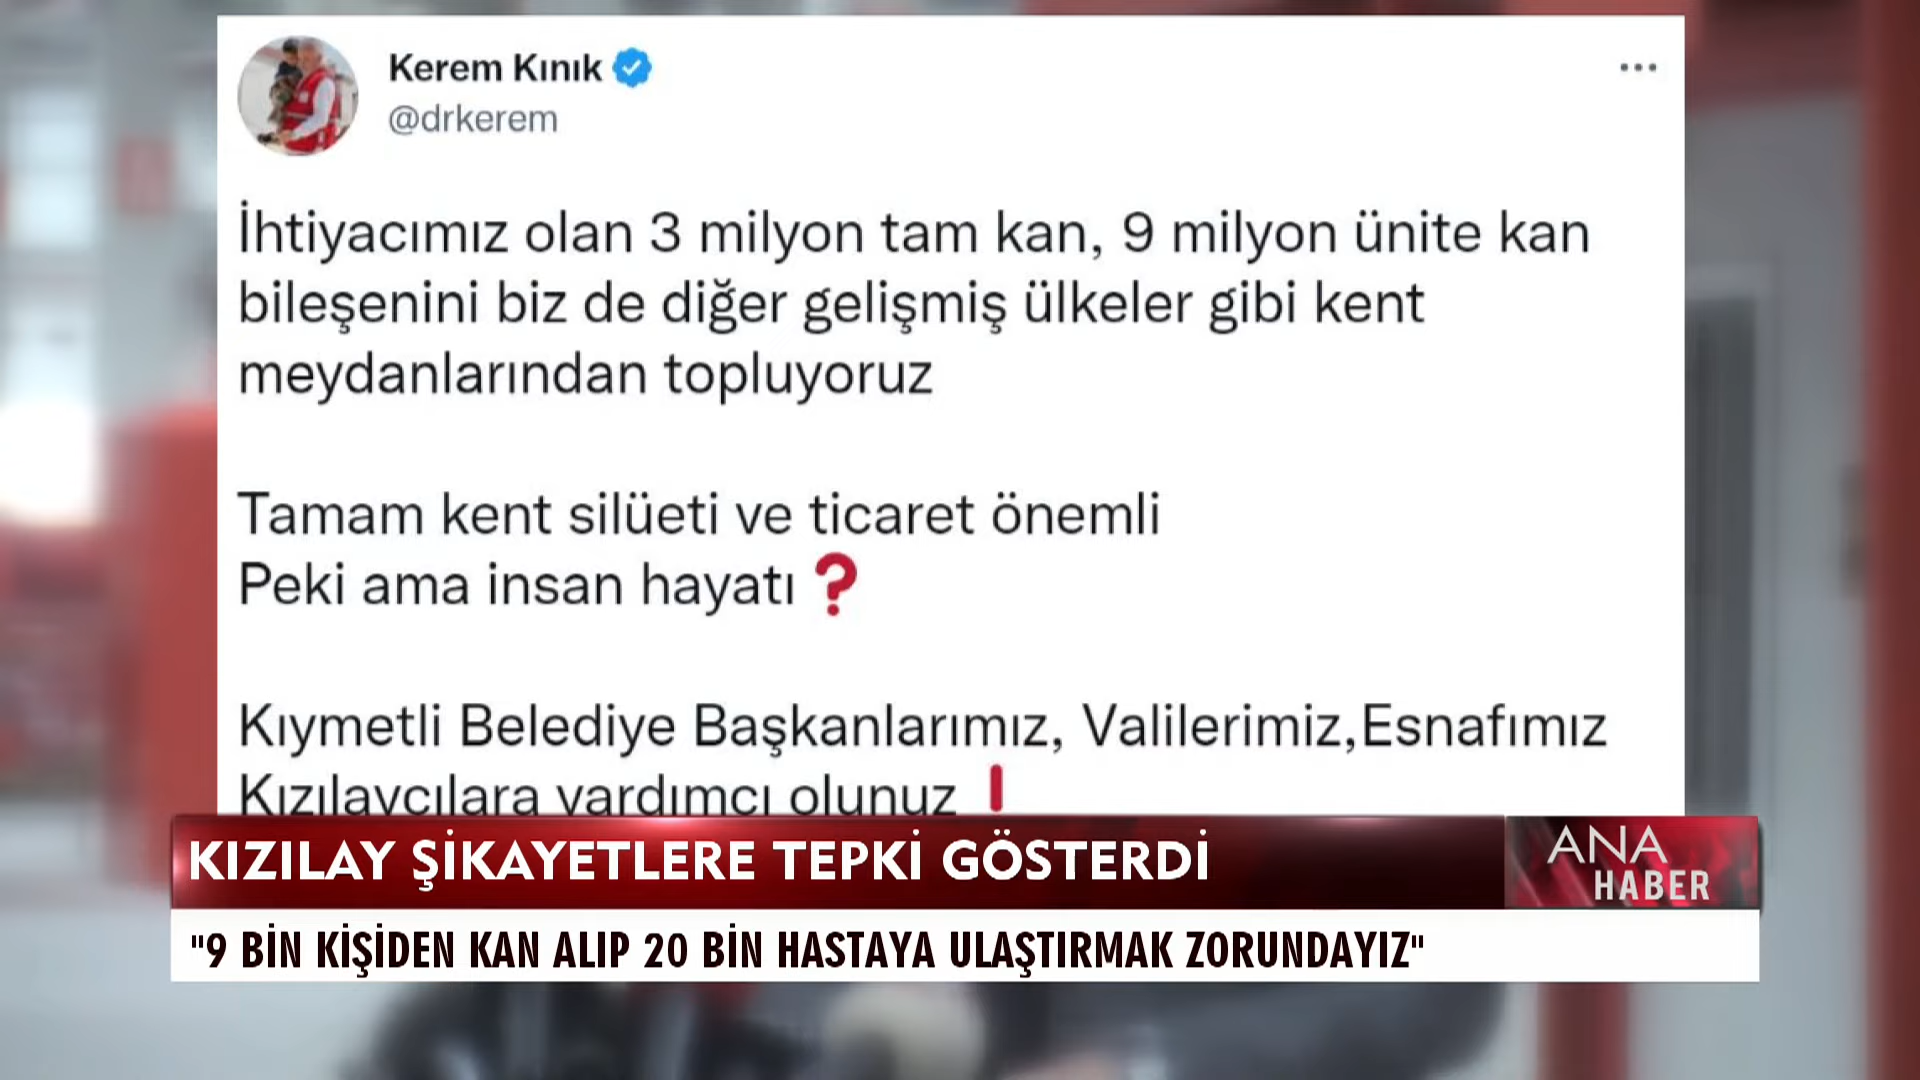 Kerem Kınık
@drkerem
İhtiyacımız olan 3 milyon tam kan, 9 milyon ünite kan
bileşenini biz de diğer gelişmiş ülkeler gibi kent
meydanlarından topluyoruz
Tamam kent silüeti ve ticaret önemli
Peki ama insan hayatı ❓
Kıymetli Belediye Başkanlarımız, Valilerimiz,Esnafımız
Kızılaycılara yardımcı olunuz ❗
KIZILAY ŞİKAYETLERE TEPKİ GÖSTERDİ
ANA
HABER
"9 BİN KİŞİDEN KAN ALIP 20 BİN HASTAYA ULAŞTIRMAK ZORUNDAYIZ"